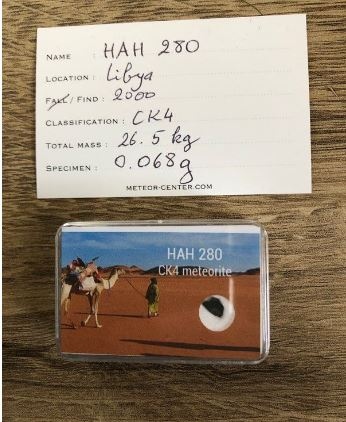 NAME : HAH 280
LOCATION : Libya
FALL / FIND : 2000
CLASSIFICATION : CK4
TOTAL MASS : 26.5 kg
SPECIMEN : 0.068g
METEOR-CENTER.COM
HAH 280
CK4 meteorite